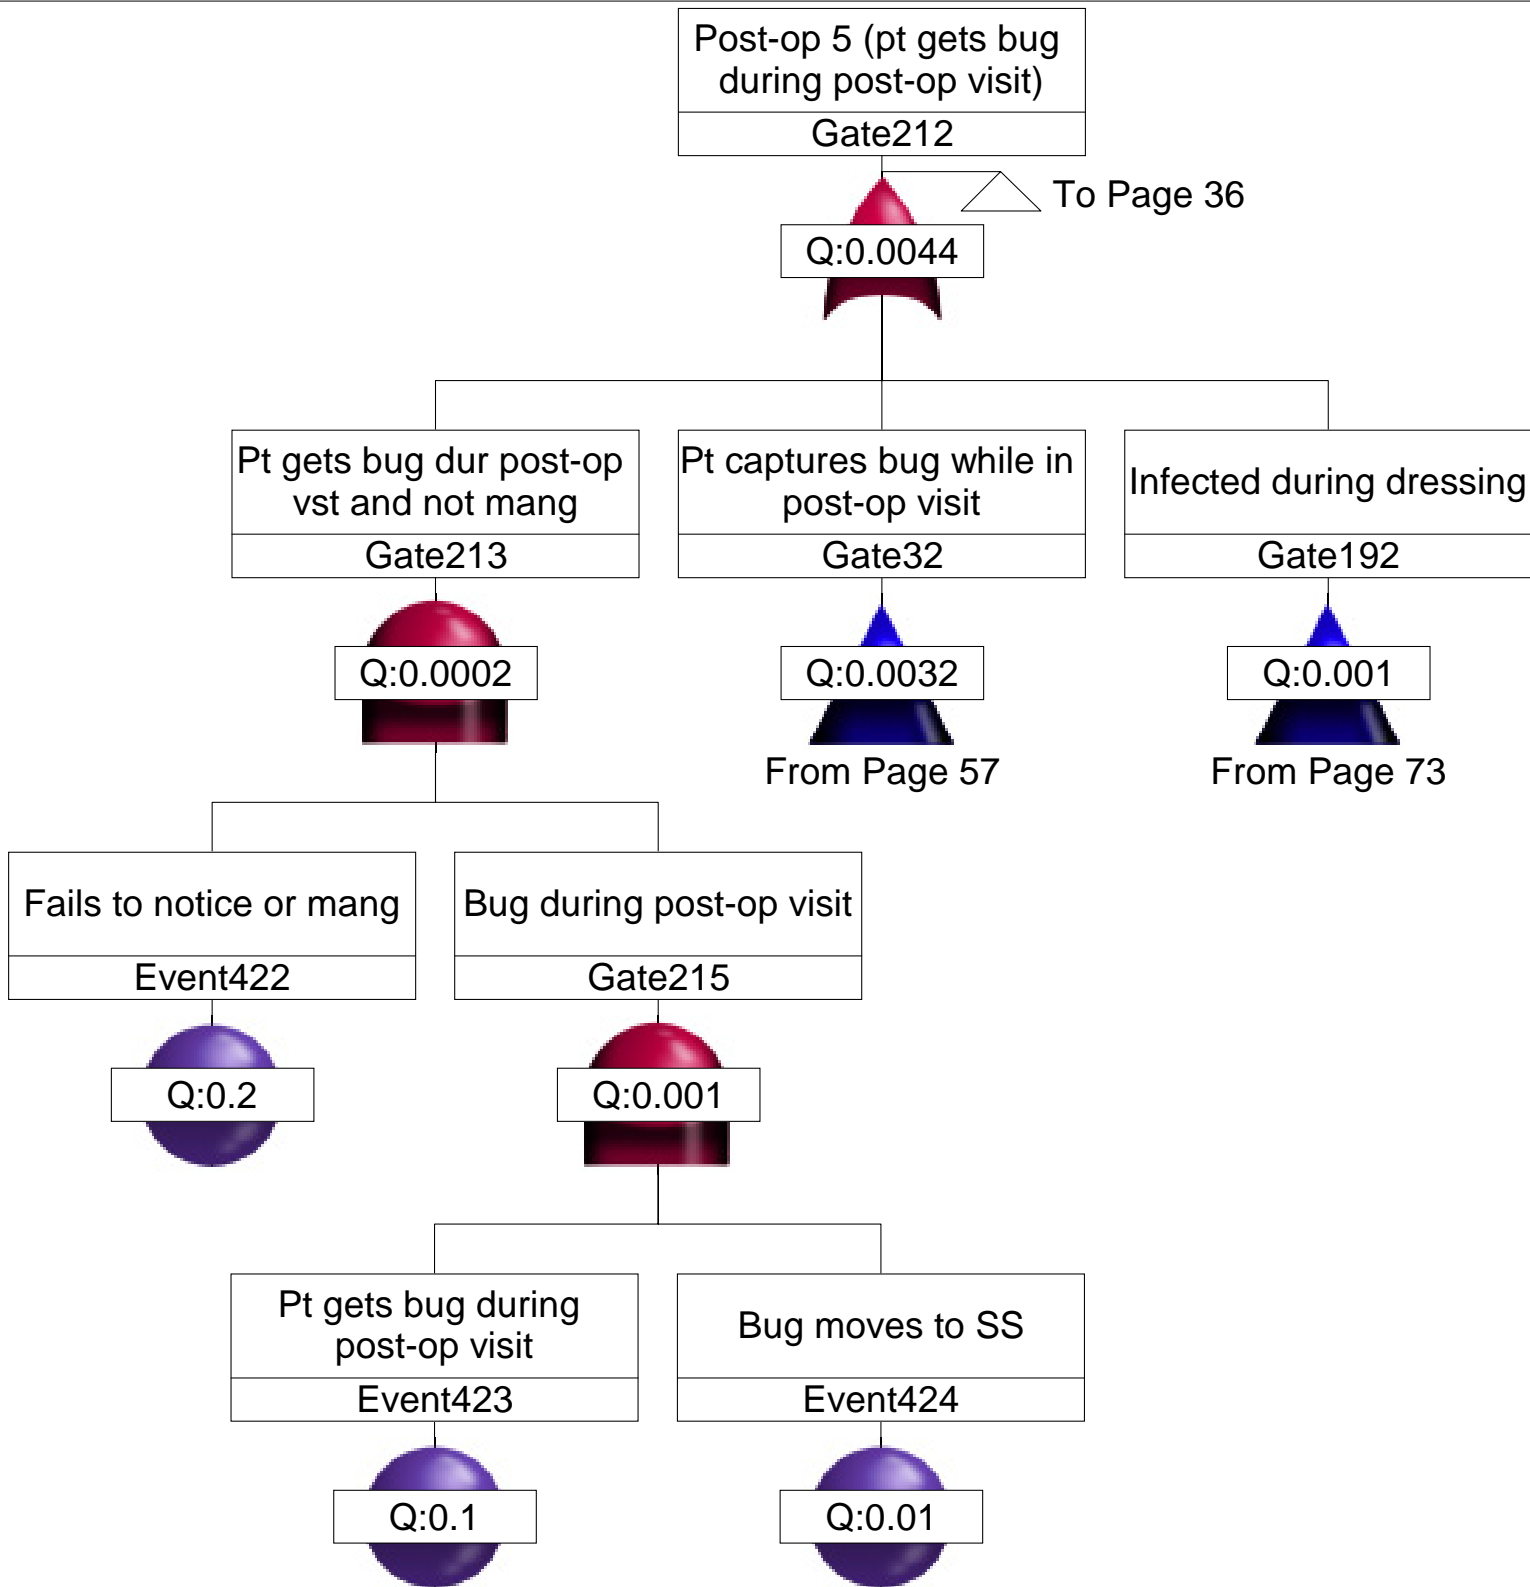 Post-op 5 (pt gets bug
during post-op visit)
Gate212
To Page 36
Q:0.0044
Pt gets bug dur post-op
vst and not mang
Gate213
Q:0.0002
Pt captures bug while in
post-op visit
Gate32
Q:0.0032
From Page 57
Infected during dressing
Gate192
Q:0.001
From Page 73
Fails to notice or mang
Event422
Q:0.2
Bug during post-op visit
Gate215
Q:0.001
Pt gets bug during
post-op visit
Event423
Q:0.1
Bug moves to SS
Event424
Q:0.01